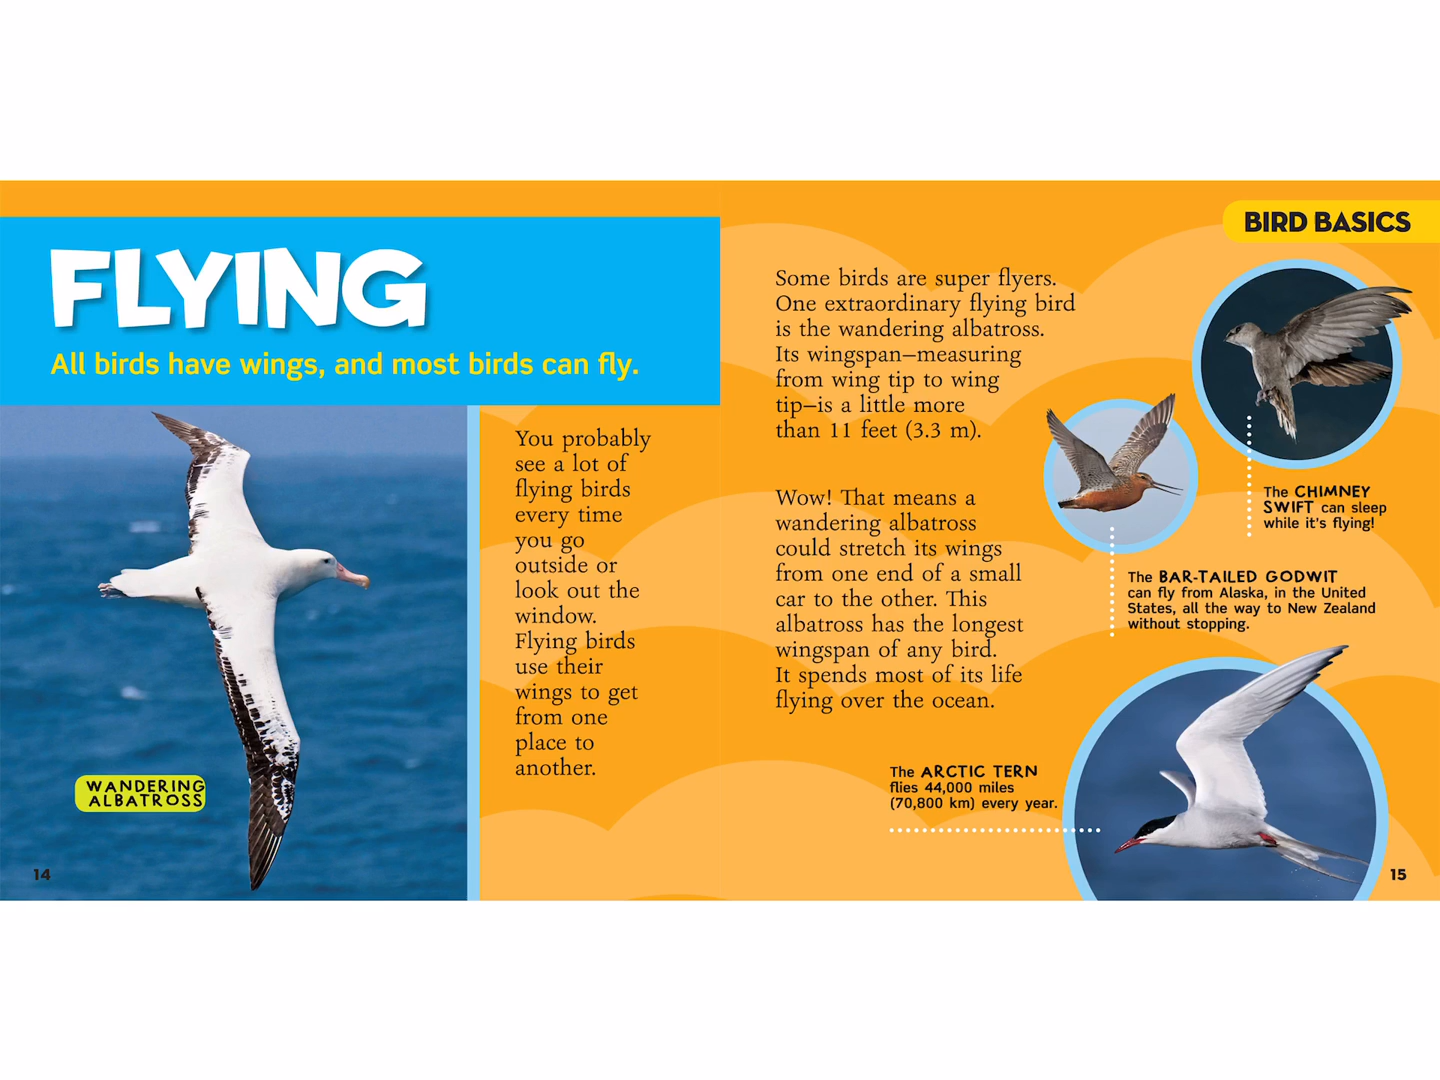 FLYING
All birds have wings, and most birds can fly.
You probably
see a lot of
flying birds
every time
you go
outside or
look out the
window.
Flying birds
use their
wings to get
from one
place to
another.
WANDERING
ALBATROSS
14
BIRD BASICS
Some birds are super flyers.
One extraordinary flying bird
is the wandering albatross.
Its wingspan—measuring
from wing tip to wing
tip—is a little more
than 11 feet (3.3 m).
Wow! That means a
wandering albatross
could stretch its wings
from one end of a small
car to the other. This
albatross has the longest
wingspan of any bird.
It spends most of its life
flying over the ocean.
The CHIMNEY
SWIFT can sleep
while it's flying!
The BAR-TAILED GODWIT
can fly from Alaska, in the United
States, all the way to New Zealand
without stopping.
The ARCTIC TERN
flies 44,000 miles
(70,800 km) every year.
15